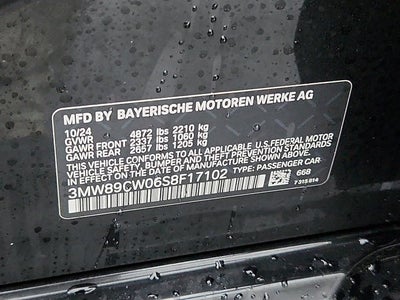 MFD BY BAYERISCHE MOTOREN WERKE AG
10/24
GVWR 4872 lbs 2210 kg
GAWR FRONT 2337 lbs 1060 kg
GAWR REAR 2657 lbs 1205 kg
THIS VEHICLE CONFORMS TO ALL APPLICABLE U.S.FEDERAL MOTOR
VEHICLE SAFETY, BUMPER AND THEFT PREVENTION STANDARDS IN
EFFECT ON THE DATE OF MANUFACTURE SHOWN ABOVE.
3MW89CW06S8F17102 TYPE: PASSENGER CAR
668
7315814